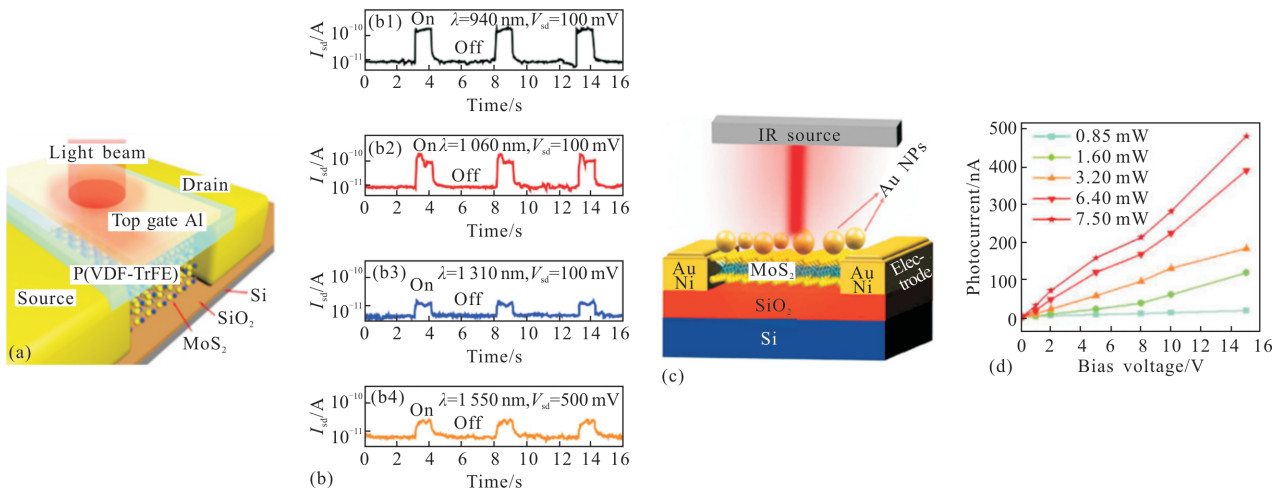 Light beam
Drain
Top gate Al
P(VDF-TrFE)
Source
Si
SiO₂
MoS₂
(a)
(b1) On λ=940 nm,Vsd=100 mV
Off
Isd/A
10⁻¹⁰
10⁻¹¹
0 2 4 6 8 10 12 14 16
Time/s
(b2) On λ=1 060 nm,Vsd=100 mV
Off
Isd/A
10⁻¹⁰
10⁻¹¹
0 2 4 6 8 10 12 14 16
Time/s
(b3) λ=1 310 nm,Vsd=100 mV
On Off
Isd/A
10⁻¹⁰
10⁻¹¹
0 2 4 6 8 10 12 14 16
Time/s
(b4) λ=1 550 nm,Vsd=500 mV
On Off
Isd/A
10⁻¹⁰
10⁻¹¹
0 2 4 6 8 10 12 14 16
Time/s
(b)
IR source
Au NPs
Au
Ni
MoS₂
Au
Ni
Elec-
trode
SiO₂
Si
(c)
Photocurrent/nA
500
400
300
200
100
0
0.85 mW
1.60 mW
3.20 mW
6.40 mW
7.50 mW
0 2 4 6 8 10 12 14 16
Bias voltage/V
(d)